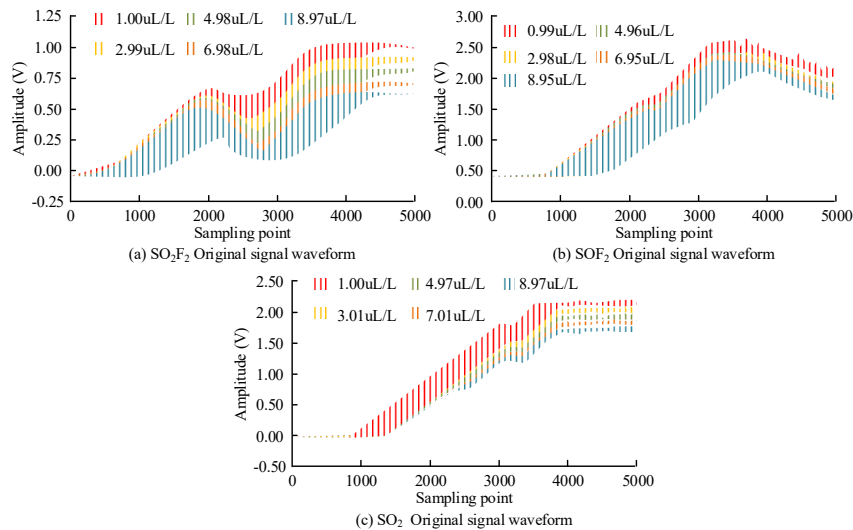 1.00uL/L 4.98uL/L 8.97uL/L
2.99uL/L 6.98uL/L
Amplitude (V)
1.25
1.00
0.75
0.50
0.25
0.00
-0.25
0 1000 2000 3000 4000 5000
Sampling point
(a) SO₂F₂ Original signal waveform
0.99uL/L 4.96uL/L
2.98uL/L 6.95uL/L
8.95uL/L
Amplitude (V)
3.00
2.50
2.00
1.50
0.50
0.00
0 1000 2000 3000 4000 5000
Sampling point
(b) SOF₂ Original signal waveform
1.00uL/L 4.97uL/L 8.97uL/L
3.01uL/L 7.01uL/L
Amplitude (V)
2.50
2.00
1.50
1.00
0.50
0.00
-0.50
0 1000 2000 3000 4000 5000
Sampling point
(c) SO₂ Original signal waveform